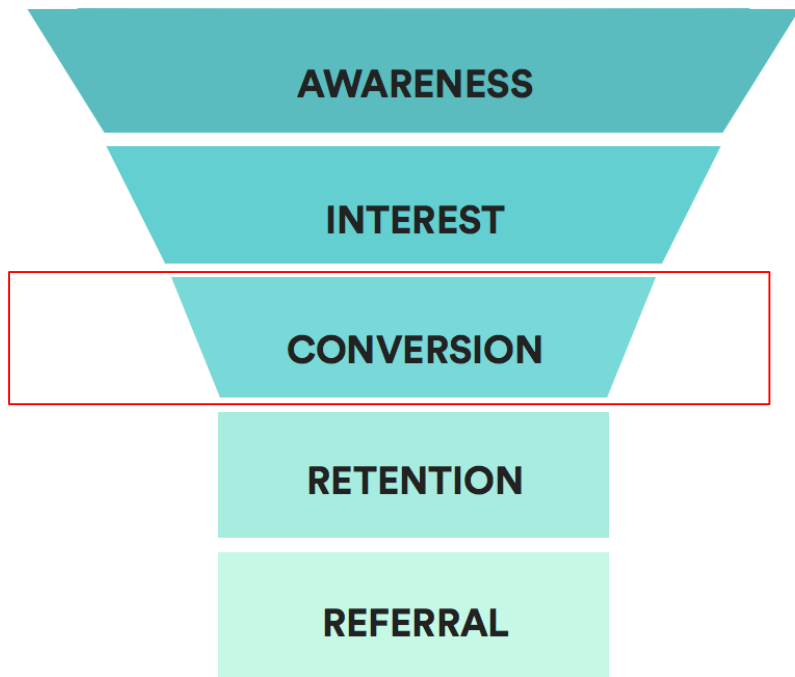 AWARENESS
INTEREST
CONVERSION
RETENTION
REFERRAL